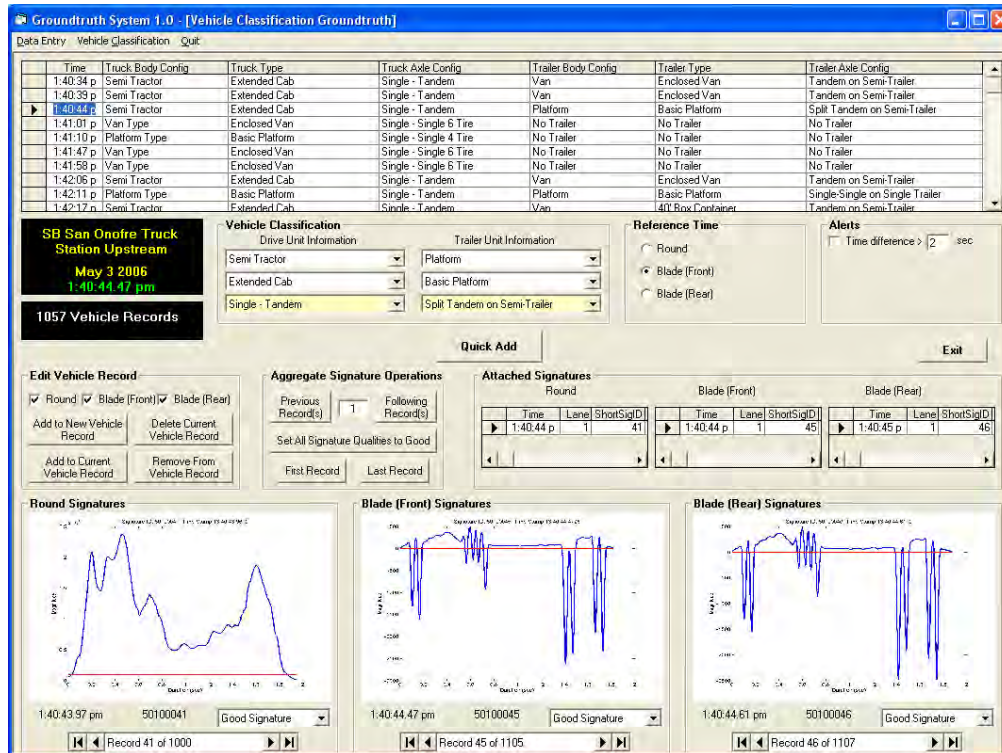 Groundtruth System 1.0 - [Vehicle Classification Groundtruth]
Data Entry Vehicle Classification Quit
Time Truck Body Config Truck Type Truck Axle Config Trailer Body Config Trailer Type Trailer Axle Config
1:40:34 p Semi Tractor Extended Cab Single - Tandem Van Enclosed Van Tandem on Semi-Trailer
1:40:39 p Semi Tractor Extended Cab Single - Tandem Van Enclosed Van Tandem on Semi-Trailer
1:40:44 p Semi Tractor Extended Cab Single - Tandem Platform Basic Platform Split Tandem on Semi-Trailer
1:41:01 p Van Type Enclosed Van Single - Single 6 Tire No Trailer No Trailer No Trailer
1:41:10 p Platform Type Basic Platform Single - Single 4 Tire No Trailer No Trailer No Trailer
1:41:47 p Van Type Enclosed Van Single - Single 6 Tire No Trailer No Trailer No Trailer
1:41:58 p Van Type Enclosed Van Single - Single 6 Tire No Trailer No Trailer No Trailer
1:42:06 p Semi Tractor Extended Cab Single - Tandem Van Enclosed Van Tandem on Semi-Trailer
1:42:11 p Platform Type Basic Platform Single - Tandem Platform Basic Platform Single-Single on Single Trailer
1:42:17 p Semi Tractor Extended Cab Single - Tandem Van 40' Box Container Tandem on Semi-Trailer
SB San Onofre Truck
Station Upstream
May 3 2006
1:40:44.47 pm
1057 Vehicle Records
Vehicle Classification
Drive Unit Information Trailer Unit Information
Semi Tractor Platform
Extended Cab Basic Platform
Single - Tandem Split Tandem on Semi-Trailer
Reference Time
Round
Blade (Front)
Blade (Rear)
Alerts
Time difference > 2 sec
Quick Add
Exit
Edit Vehicle Record
Round Blade (Front) Blade (Rear)
Add to New Vehicle Record
Delete Current Vehicle Record
Add to Current Vehicle Record
Remove From Vehicle Record
Aggregate Signature Operations
Previous Record(s) 1 Following Record(s)
Set All Signature Qualities to Good
First Record Last Record
Attached Signatures
Round Blade (Front) Blade (Rear)
Time Lane ShortSigID Time Lane ShortSigID Time Lane ShortSigID
1:40:44 p 1 41 1:40:44 p 1 45 1:40:45 p 1 46
Round Signatures
1:40:43.97 pm 50100041 Good Signature
Record 41 of 1000
Blade (Front) Signatures
1:40:44.47 pm 50100045 Good Signature
Record 45 of 1105
Blade (Rear) Signatures
1:40:44.61 pm 50100046 Good Signature
Record 46 of 1107